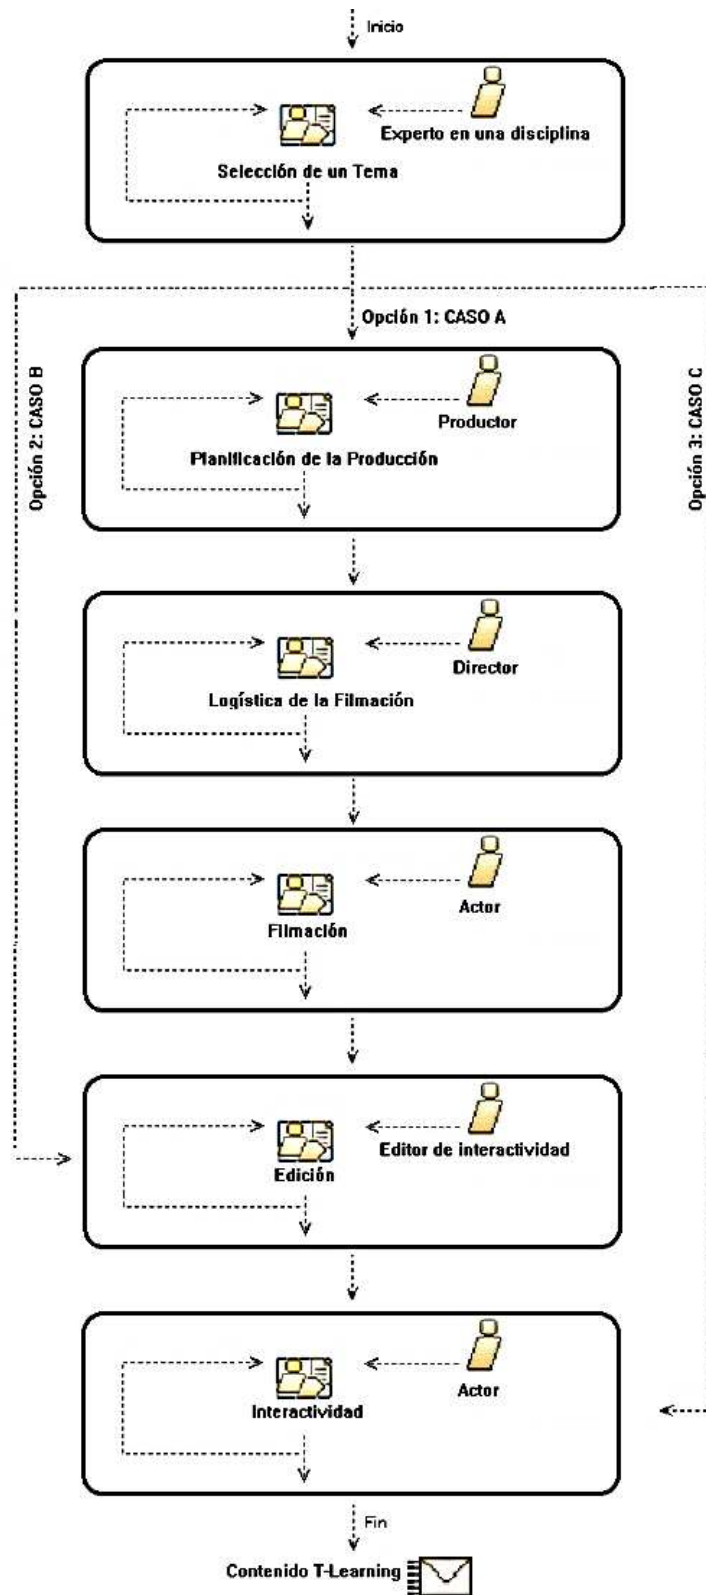 Inicio
Experto en una disciplina
Selección de un Tema
Opción 1: CASO A
Opción 2: CASO B
Opción 3: CASO C
Productor
Planificación de la Producción
Director
Logística de la Filmación
Actor
Filmación
Editor de interactividad
Edición
Actor
Interactividad
Fin
Contenido T-Learning